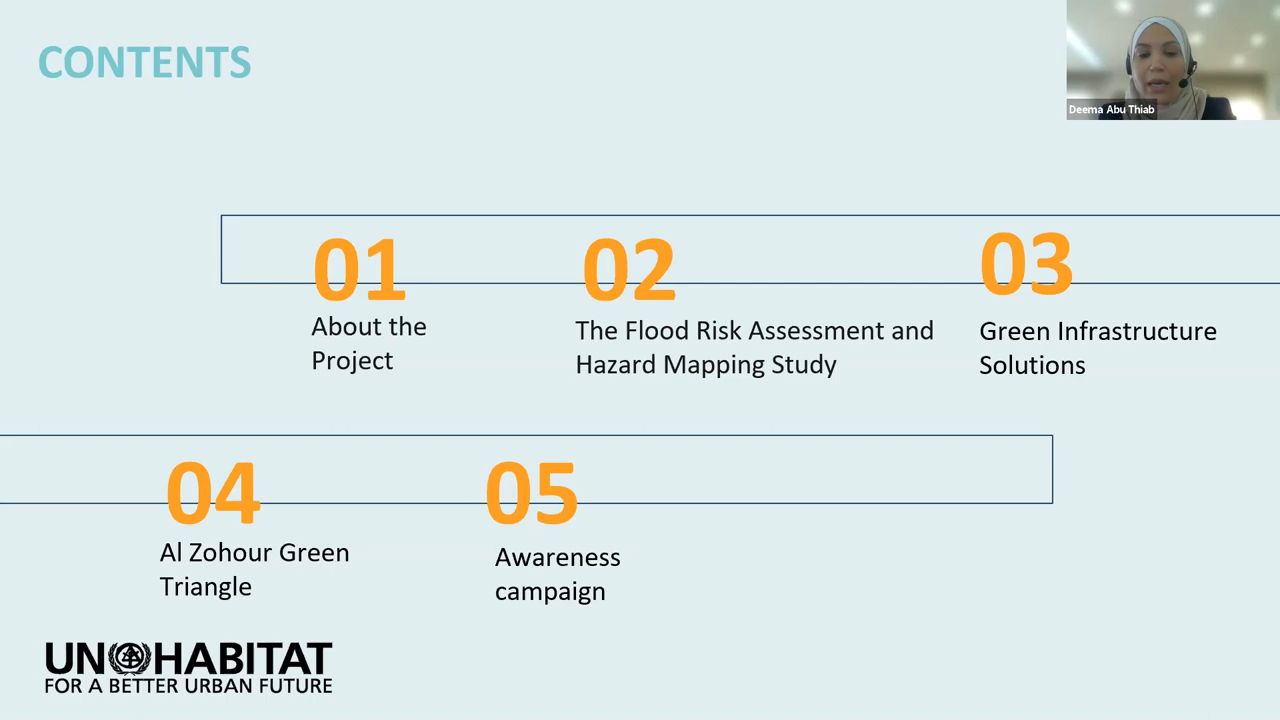 CONTENTS
Deema Abu Thiab
01
About the
Project
02
The Flood Risk Assessment and
Hazard Mapping Study
03
Green Infrastructure
Solutions
04
Al Zohour Green
Triangle
05
Awareness
campaign
UN HABITAT
FOR A BETTER URBAN FUTURE